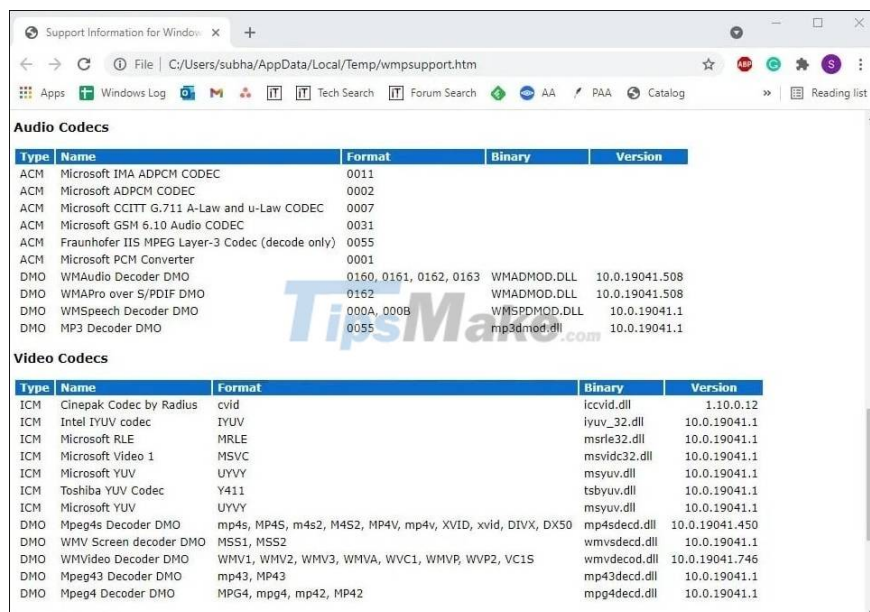 Support Information for Window
File C:/Users/subha/AppData/Local/Temp/wmpsupport.htm
ABP G S
Apps Windows Log iT iT Tech Search iT Forum Search AA PAA Catalog » Reading list
Audio Codecs
Type Name Format Binary Version
ACM Microsoft IMA ADPCM CODEC 0011
ACM Microsoft ADPCM CODEC 0002
ACM Microsoft CCITT G.711 A-Law and u-Law CODEC 0007
ACM Microsoft GSM 6.10 Audio CODEC 0031
ACM Fraunhofer IIS MPEG Layer-3 Codec (decode only) 0055
ACM Microsoft PCM Converter 0001
DMO WMAudio Decoder DMO 0160, 0161, 0162, 0163 WMADMOD.DLL 10.0.19041.508
DMO WMAPro over S/PDIF DMO 0162 WMADMOD.DLL 10.0.19041.508
DMO WMSpeech Decoder DMO 000A, 000B WMSPDMOD.DLL 10.0.19041.1
DMO MP3 Decoder DMO 0055 mp3dmod.dll 10.0.19041.1
TipsMake.com
Video Codecs
Type Name Format Binary Version
ICM Cinepak Codec by Radius cvid iccvid.dll 1.10.0.12
ICM Intel IYUV codec IYUV iyuv_32.dll 10.0.19041.1
ICM Microsoft RLE MRLE msrle32.dll 10.0.19041.1
ICM Microsoft Video 1 MSVC msvidc32.dll 10.0.19041.1
ICM Microsoft YUV UYVY msyuv.dll 10.0.19041.1
ICM Toshiba YUV Codec Y411 tsbyuv.dll 10.0.19041.1
ICM Microsoft YUV UYVY msyuv.dll 10.0.19041.1
DMO Mpeg4s Decoder DMO mp4s, MP4S, m4s2, M4S2, MP4V, mp4v, XVID, xvid, DIVX, DX50 mp4sdecd.dll 10.0.19041.450
DMO WMV Screen decoder DMO MSS1, MSS2 wmvsdecd.dll 10.0.19041.1
DMO WMVideo Decoder DMO WMV1, WMV2, WMV3, WMVA, WVC1, WMVP, WVP2, VC1S wmvdecod.dll 10.0.19041.746
DMO Mpeg43 Decoder DMO mp43, MP43 mp43decd.dll 10.0.19041.1
DMO Mpeg4 Decoder DMO MPG4, mpg4, mp42, MP42 mpg4decd.dll 10.0.19041.1